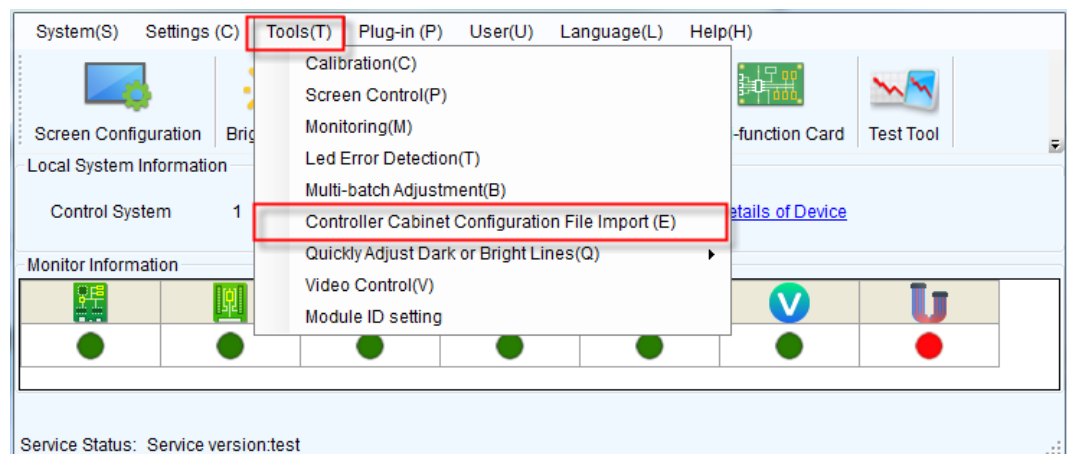 System(S) Settings (C) Tools(T) Plug-in (P) User(U) Language(L) Help(H)
Calibration(C)
Screen Control(P)
Monitoring(M)
Led Error Detection(T)
Multi-batch Adjustment(B)
Controller Cabinet Configuration File Import (E)
Quickly Adjust Dark or Bright Lines(Q)
Video Control(V)
Module ID setting
Screen Configuration Brig -function Card Test Tool
Local System Information
Control System 1 etails of Device
Monitor Information
V
Service Status: Service version:test